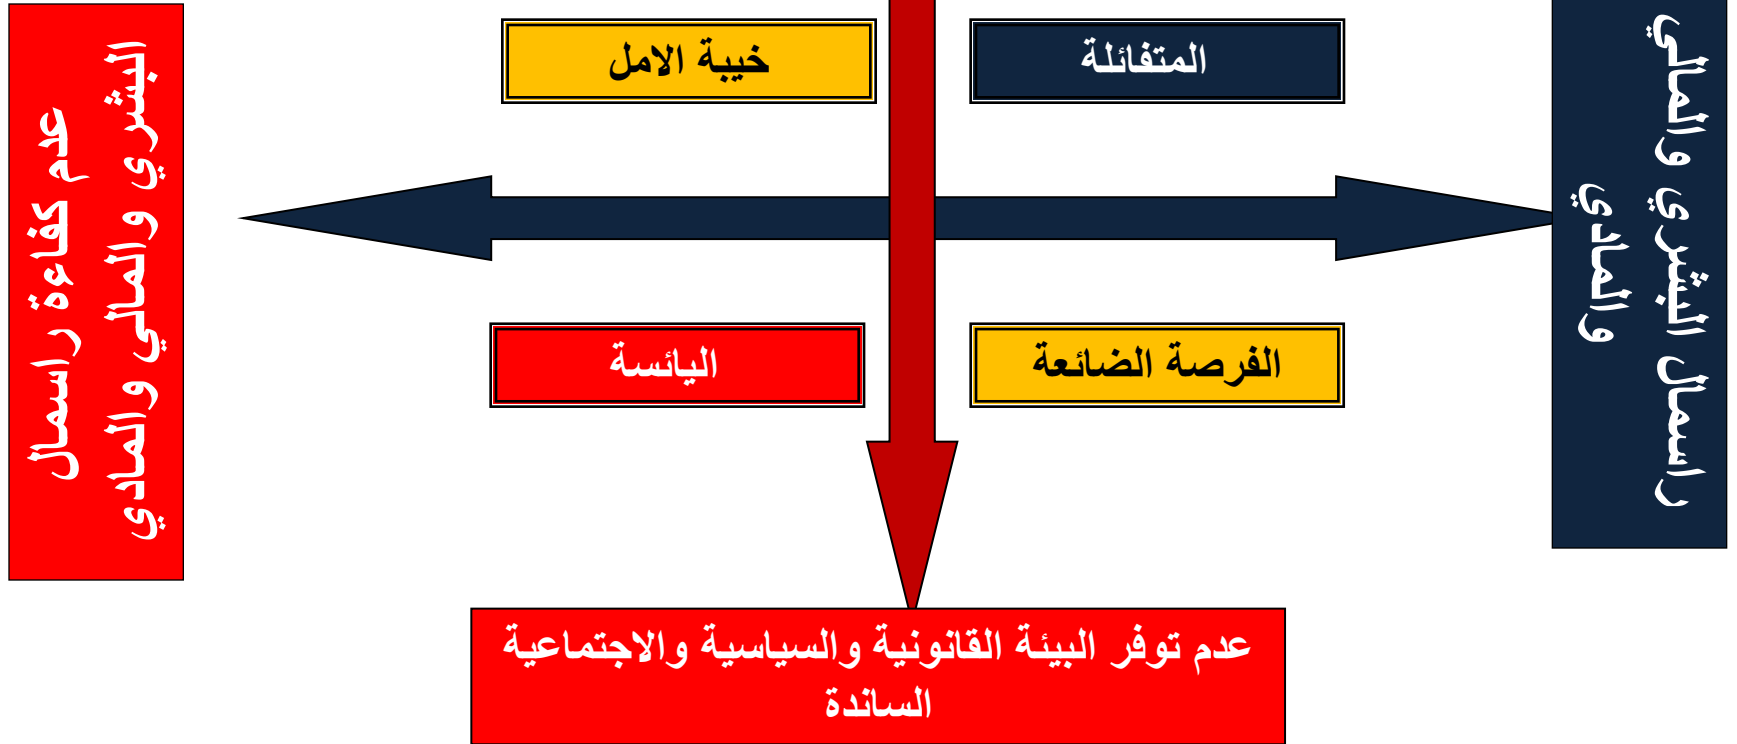 راسمال البشري والمالي
والمادي
المتفائلة
خيبة الامل
عدم كفاءة راسمال
البشري والمالي والمادي
الفرصة الضائعة
اليائسة
عدم توفر البيئة القانونية والسياسية والاجتماعية
الساندة